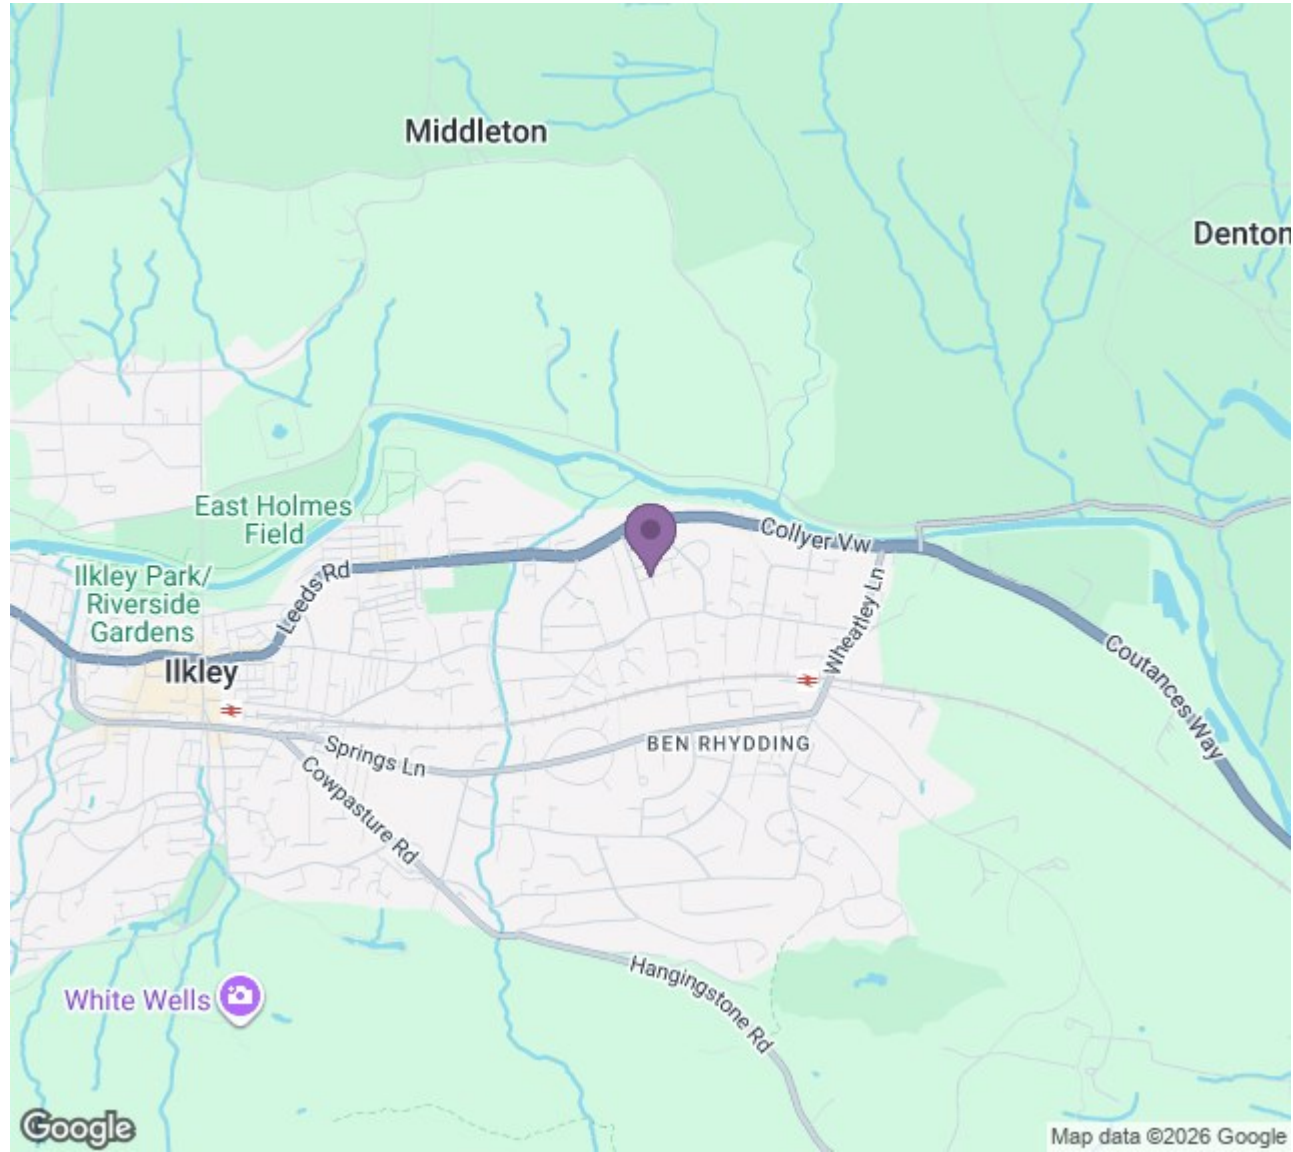 Middleton
Denton
East Holmes
Field
Collyer Vw
Ilkley Park/
Riverside
Gardens
Leeds Rd
Wheatley Ln
Ilkley
Coutances Way
BEN RHYDDING
Springs Ln
Cowpasture Rd
Hangingstone Rd
White Wells
Google
Map data ©2026 Google